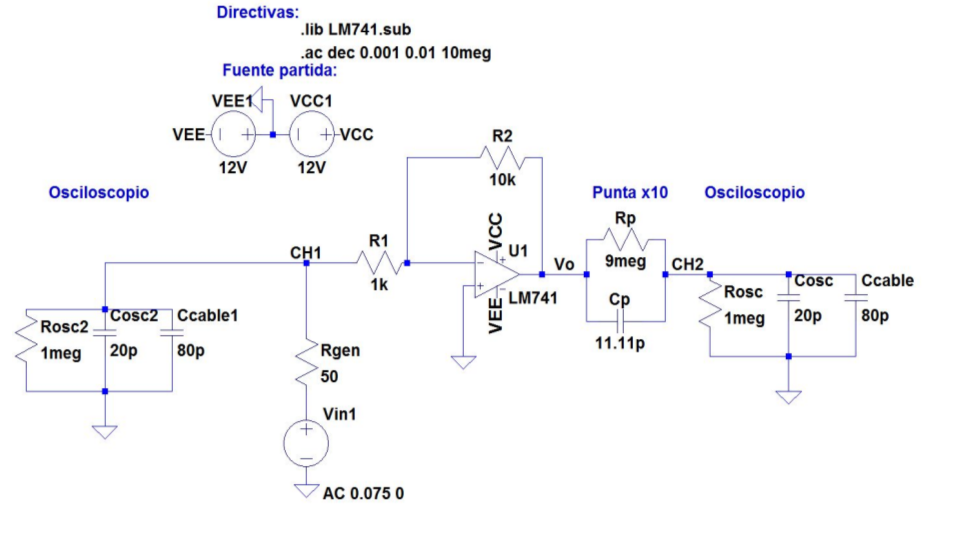 Directivas:
.lib LM741.sub
.ac dec 0.001 0.01 10meg
Fuente partida:
VEE1
VCC1
VEE
VCC
12V
12V
R2
10k
Osciloscopio
Punta x10
Osciloscopio
Rp
9meg
CH1
R1
1k
VCC
U1
LM741
VEE
Vo
CH2
Cp
11.11p
Rosc
1meg
Cosc
20p
Ccable
80p
Rosc2
1meg
Cosc2
20p
Ccable1
80p
Rgen
50
Vin1
AC 0.075 0